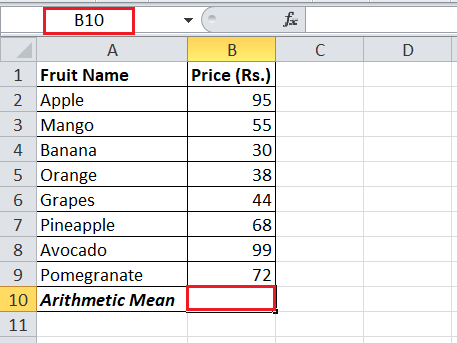 B10
fx
A B C D
1 Fruit Name Price (Rs.)
2 Apple 95
3 Mango 55
4 Banana 30
5 Orange 38
6 Grapes 44
7 Pineapple 68
8 Avocado 99
9 Pomegranate 72
10 Arithmetic Mean
11